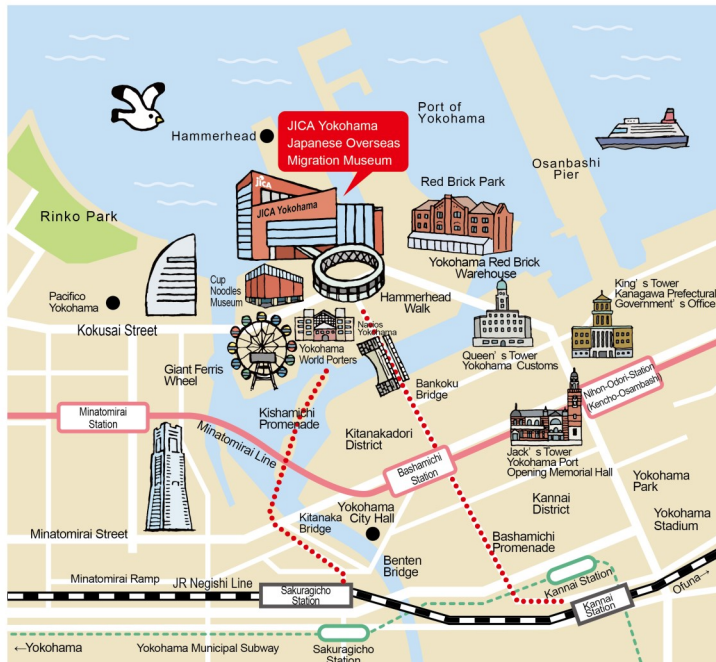 Port of
Yokohama
Hammerhead
JICA Yokohama
Japanese Overseas
Migration Museum
Osanbashi
Pier
JICA
JICA Yokohama
Red Brick Park
Rinko Park
Yokohama Red Brick
Warehouse
Cup
Noodles
Museum
Pacifico
Yokohama
Hammerhead
Walk
King's Tower
Kanagawa Prefectural
Government's Office
Kokusai Street
Navios
Yokohama
Yokohama
World Porters
Queen's Tower
Yokohama Customs
Giant Ferris
Wheel
Bankoku
Bridge
Nihon-Odori-Station
(Kencho-Osambashi)
Minatomirai
Station
Kishamichi
Promenade
Minatomirai Line
Kitanakadori
District
Bashamichi
Station
Jack's Tower
Yokohama Port
Opening Memorial Hall
Yokohama
Park
Kannai
District
Yokohama
Stadium
Minatomirai Street
Kitanaka
Bridge
Yokohama
City Hall
Bashamichi
Promenade
Benten
Bridge
Kannai Station
Minatomirai Ramp
JR Negishi Line
Sakuragicho
Station
Kannai
Station
Ofuna→
←Yokohama
Yokohama Municipal Subway
Sakuragicho
Station